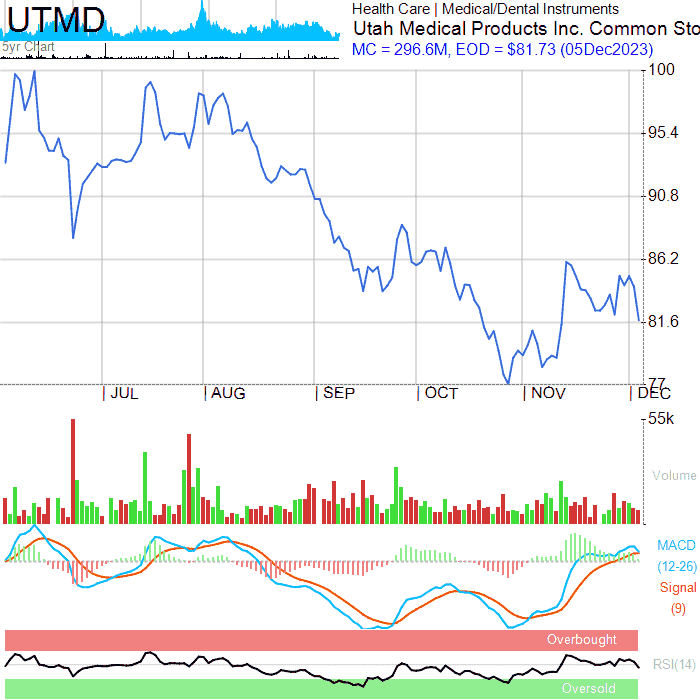 UTMD
5yr Chart
Health Care | Medical/Dental Instruments
Utah Medical Products Inc. Common Sto
MC = 296.6M, EOD = $81.73 (05Dec2023)
100
95.4
90.8
86.2
81.6
77
| JUL | AUG | SEP | OCT | NOV | DEC
55k
Volume
MACD
(12-26)
Signal
(9)
Overbought
RSI(14)
Oversold